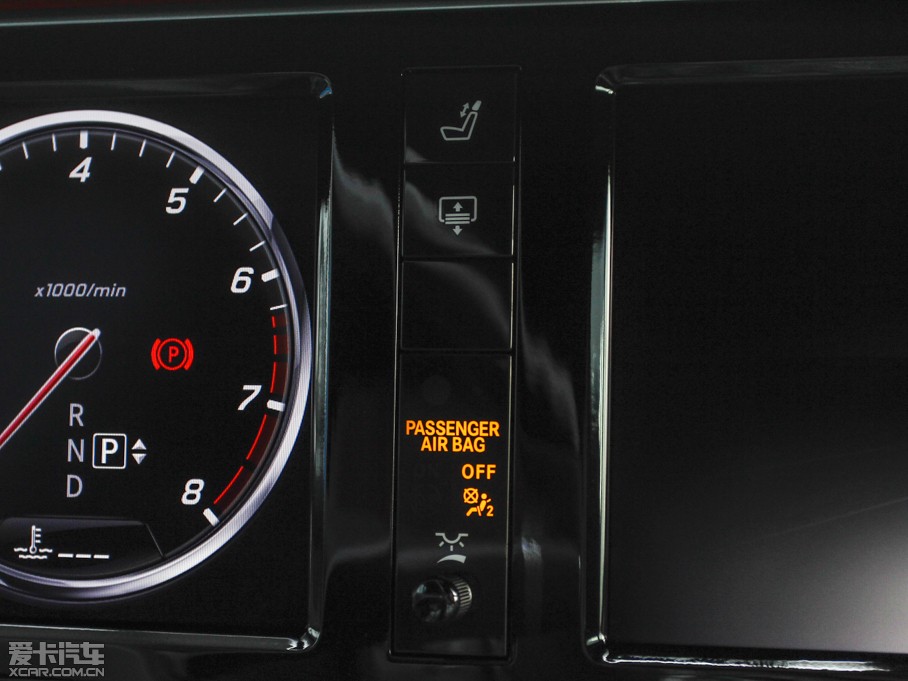 4
5
6
x1000/min
P
7
R
N P
D
8
PASSENGER
AIR BAG
OFF
2
---
爱卡汽车
XCAR.COM.CN